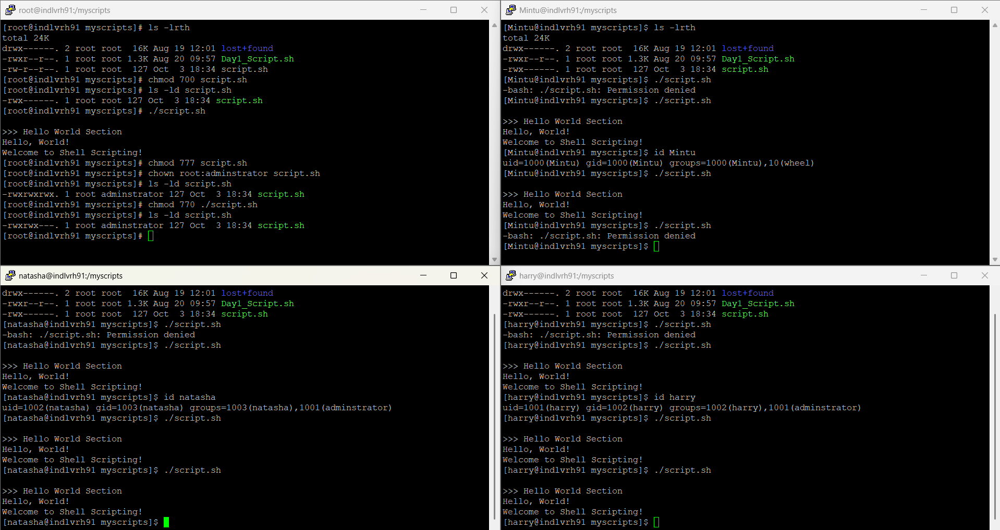 root@indlvrh91:/myscripts
[root@indlvrh91 myscripts]# ls -lrth
total 24K
drwx------. 2 root root  16K Aug 19 12:01 lost+found
-rwxr--r--. 1 root root 1.3K Aug 20 09:57 Day1_Script.sh
-rw-r--r--. 1 root root  127 Oct  3 18:34 script.sh
[root@indlvrh91 myscripts]# chmod 700 script.sh
[root@indlvrh91 myscripts]# ls -ld script.sh
-rwx------. 1 root root 127 Oct  3 18:34 script.sh
[root@indlvrh91 myscripts]# ./script.sh
>>> Hello World Section
Hello, World!
Welcome to Shell Scripting!
[root@indlvrh91 myscripts]# chmod 777 script.sh
[root@indlvrh91 myscripts]# chown root:adminstrator script.sh
[root@indlvrh91 myscripts]# ls -ld script.sh
-rwxrwxrwx. 1 root adminstrator 127 Oct  3 18:34 script.sh
[root@indlvrh91 myscripts]# chmod 770 ./script.sh
[root@indlvrh91 myscripts]# ls -ld script.sh
-rwxrwx---. 1 root adminstrator 127 Oct  3 18:34 script.sh
[root@indlvrh91 myscripts]#
Mintu@indlvrh91:/myscripts
[Mintu@indlvrh91 myscripts]$ ls -lrth
total 24K
drwx------. 2 root root  16K Aug 19 12:01 lost+found
-rwxr--r--. 1 root root 1.3K Aug 20 09:57 Day1_Script.sh
-rwx------. 1 root root  127 Oct  3 18:34 script.sh
[Mintu@indlvrh91 myscripts]$ ./script.sh
-bash: ./script.sh: Permission denied
[Mintu@indlvrh91 myscripts]$ ./script.sh
>>> Hello World Section
Hello, World!
Welcome to Shell Scripting!
[Mintu@indlvrh91 myscripts]$ id Mintu
uid=1000(Mintu) gid=1000(Mintu) groups=1000(Mintu),10(wheel)
[Mintu@indlvrh91 myscripts]$ ./script.sh
>>> Hello World Section
Hello, World!
Welcome to Shell Scripting!
[Mintu@indlvrh91 myscripts]$ ./script.sh
-bash: ./script.sh: Permission denied
[Mintu@indlvrh91 myscripts]$
natasha@indlvrh91:/myscripts
drwx------. 2 root root  16K Aug 19 12:01 lost+found
-rwxr--r--. 1 root root 1.3K Aug 20 09:57 Day1_Script.sh
-rwx------. 1 root root  127 Oct  3 18:34 script.sh
[natasha@indlvrh91 myscripts]$ ./script.sh
-bash: ./script.sh: Permission denied
[natasha@indlvrh91 myscripts]$ ./script.sh
>>> Hello World Section
Hello, World!
Welcome to Shell Scripting!
[natasha@indlvrh91 myscripts]$ id natasha
uid=1002(natasha) gid=1003(natasha) groups=1003(natasha),1001(adminstrator)
[natasha@indlvrh91 myscripts]$ ./script.sh
>>> Hello World Section
Hello, World!
Welcome to Shell Scripting!
[natasha@indlvrh91 myscripts]$ ./script.sh
>>> Hello World Section
Hello, World!
Welcome to Shell Scripting!
[natasha@indlvrh91 myscripts]$
harry@indlvrh91:/myscripts
drwx------. 2 root root  16K Aug 19 12:01 lost+found
-rwxr--r--. 1 root root 1.3K Aug 20 09:57 Day1_Script.sh
-rwx------. 1 root root  127 Oct  3 18:34 script.sh
[harry@indlvrh91 myscripts]$ ./script.sh
-bash: ./script.sh: Permission denied
[harry@indlvrh91 myscripts]$ ./script.sh
>>> Hello World Section
Hello, World!
Welcome to Shell Scripting!
[harry@indlvrh91 myscripts]$ id harry
uid=1001(harry) gid=1002(harry) groups=1002(harry),1001(adminstrator)
[harry@indlvrh91 myscripts]$ ./script.sh
>>> Hello World Section
Hello, World!
Welcome to Shell Scripting!
[harry@indlvrh91 myscripts]$ ./script.sh
>>> Hello World Section
Hello, World!
Welcome to Shell Scripting!
[harry@indlvrh91 myscripts]$